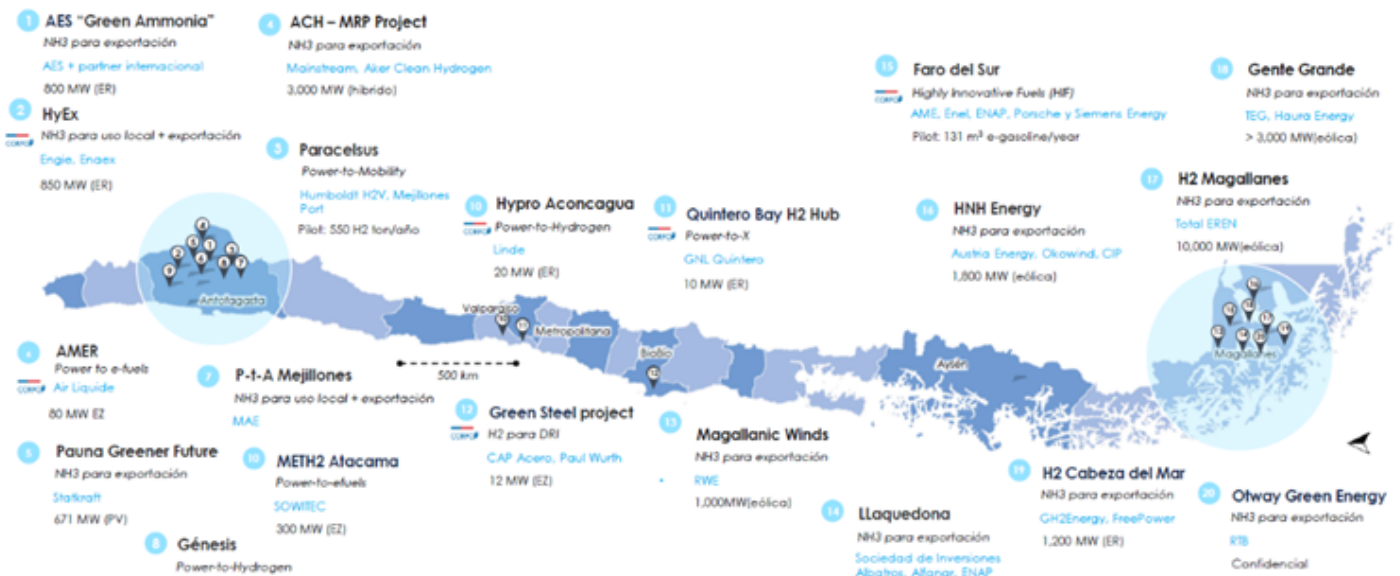 1 AES "Green Ammonia"
NH3 para exportación
AES + partner internacional
800 MW (ER)
4 ACH – MRP Project
NH3 para exportación
Mainstream, Aker Clean Hydrogen
3,000 MW (híbrido)
2 HyEx
CORFO
NH3 para uso local + exportación
Engie, Enaex
850 MW (ER)
3 Paracelsus
Power-to-Mobility
Humboldt H2V, Mejillones
Port
Pilot: 550 H2 ton/año
10 Hypro Aconcagua
CORFO
Power-to-Hydrogen
Linde
20 MW (ER)
11 Quintero Bay H2 Hub
CORFO
Power-to-X
GNL Quintero
10 MW (ER)
15 Faro del Sur
CORFO
Highly Innovative Fuels (HIF)
AME, Enel, ENAP, Porsche y Siemens Energy
Pilot: 131 m³ e-gasoline/year
18 Gente Grande
NH3 para exportación
TEG, Haura Energy
> 3,000 MW(eólica)
16 HNH Energy
NH3 para exportación
Austria Energy, Okowind, CIP
1,800 MW (eólica)
17 H2 Magallanes
NH3 para exportación
Total EREN
10,000 MW(eólica)
Antofagasta
Valparaíso
Metropolitana
BioBio
Aysén
Magallanes
500 km
AMER
Power to e-fuels
CORFO
Air Liquide
80 MW EZ
7 P-t-A Mejillones
NH3 para uso local + exportación
MAE
5 Pauna Greener Future
NH3 para exportación
Statkraft
671 MW (PV)
10 METH2 Atacama
Power-to-efuels
SOWITEC
300 MW (EZ)
8 Génesis
Power-to-Hydrogen
12 Green Steel project
CORFO
H2 para DRI
CAP Acero, Paul Wurth
12 MW (EZ)
13 Magallanic Winds
NH3 para exportación
RWE
1,000MW(eólica)
14 LLaquedona
NH3 para exportación
Sociedad de Inversiones
Albatros, Alfanar, ENAP
19 H2 Cabeza del Mar
NH3 para exportación
GH2Energy, FreePower
1,200 MW (ER)
20 Otway Green Energy
NH3 para exportación
RTB
Confidencial